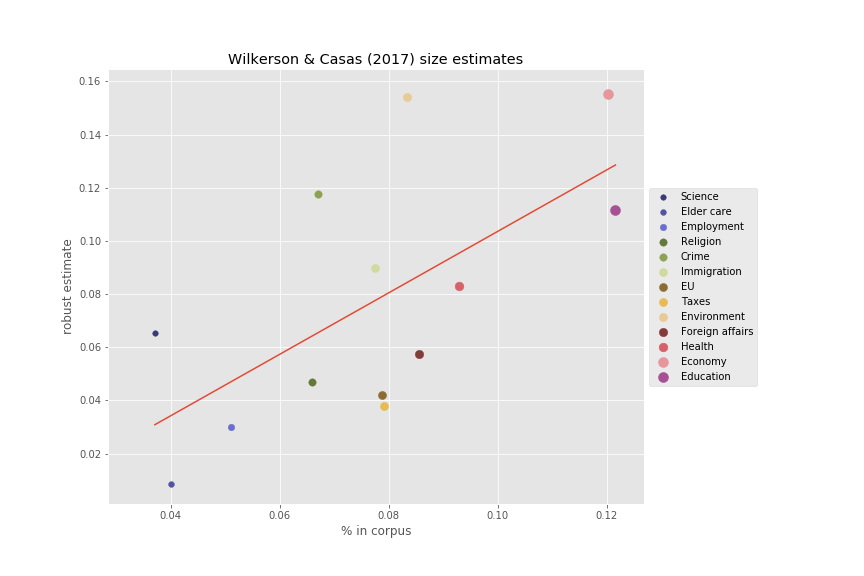 Wilkerson & Casas (2017) size estimates
0.16
0.14
0.12
0.10
0.08
0.06
0.04
0.02
robust estimate
0.04
0.06
0.08
0.10
0.12
% in corpus
Science
Elder care
Employment
Religion
Crime
Immigration
EU
Taxes
Environment
Foreign affairs
Health
Economy
Education